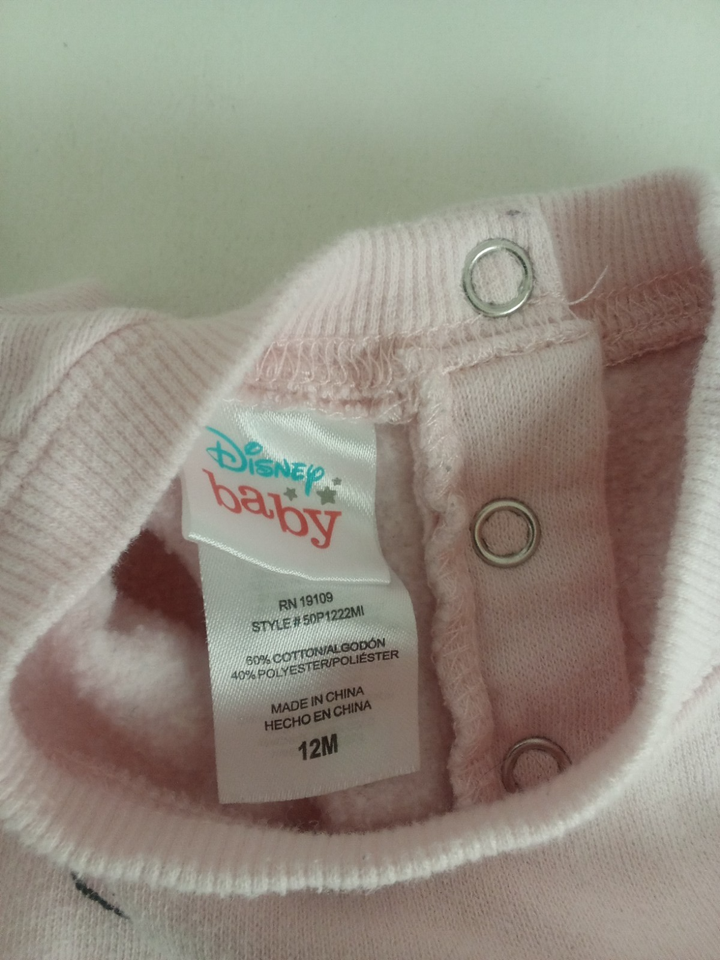 Disney
baby
RN 19109
STYLE # 50P1222MI
60% COTTON/ALGODÓN
40% POLYESTER/POLIÉSTER
MADE IN CHINA
HECHO EN CHINA
12M